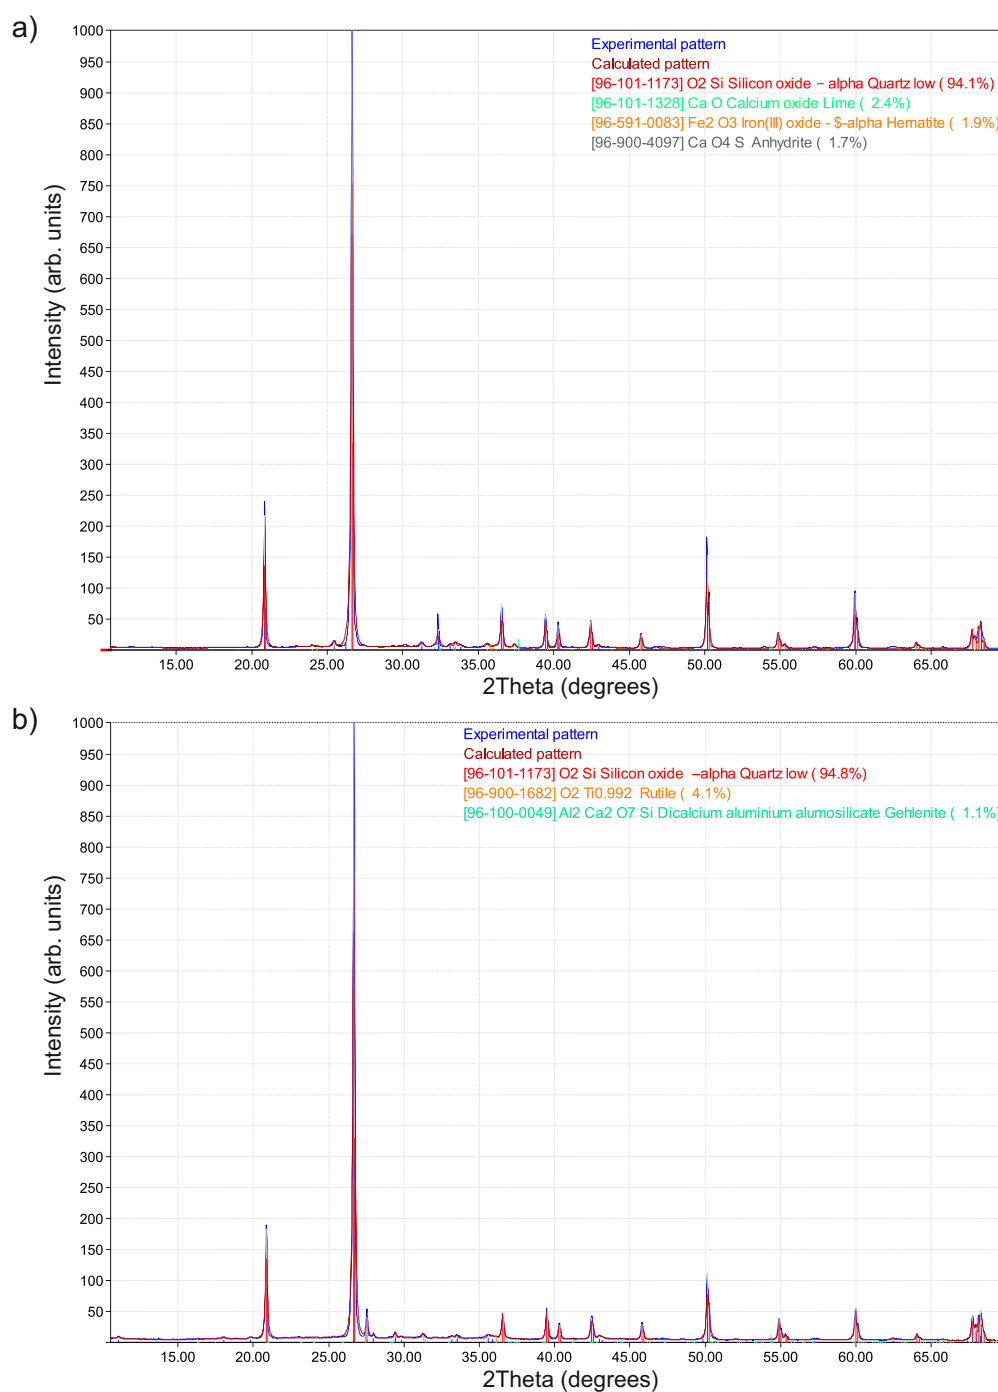 a)
1000
Experimental pattern
Calculated pattern
[96-101-1173] O2 Si Silicon oxide – alpha Quartz low ( 94.1%)
[96-101-1328] Ca O Calcium oxide Lime ( 2.4%)
[96-591-0083] Fe2 O3 Iron(III) oxide - $-alpha Hematite ( 1.9%)
[96-900-4097] Ca O4 S Anhydrite ( 1.7%)
950
900
850
800
750
700
650
600
550
500
450
400
350
300
250
200
150
100
50
Intensity (arb. units)
15.00 20.00 25.00 30.00 35.00 40.00 45.00 50.00 55.00 60.00 65.00
2Theta (degrees)
b)
1000
Experimental pattern
Calculated pattern
[96-101-1173] O2 Si Silicon oxide –alpha Quartz low ( 94.8%)
[96-900-1682] O2 Ti0.992 Rutile ( 4.1%)
[96-100-0049] Al2 Ca2 O7 Si Dicalcium aluminium alumosilicate Gehlenite ( 1.1%)
950
900
850
800
750
700
650
600
550
500
450
400
350
300
250
200
150
100
50
Intensity (arb. units)
15.00 20.00 25.00 30.00 35.00 40.00 45.00 50.00 55.00 60.00 65.00
2Theta (degrees)